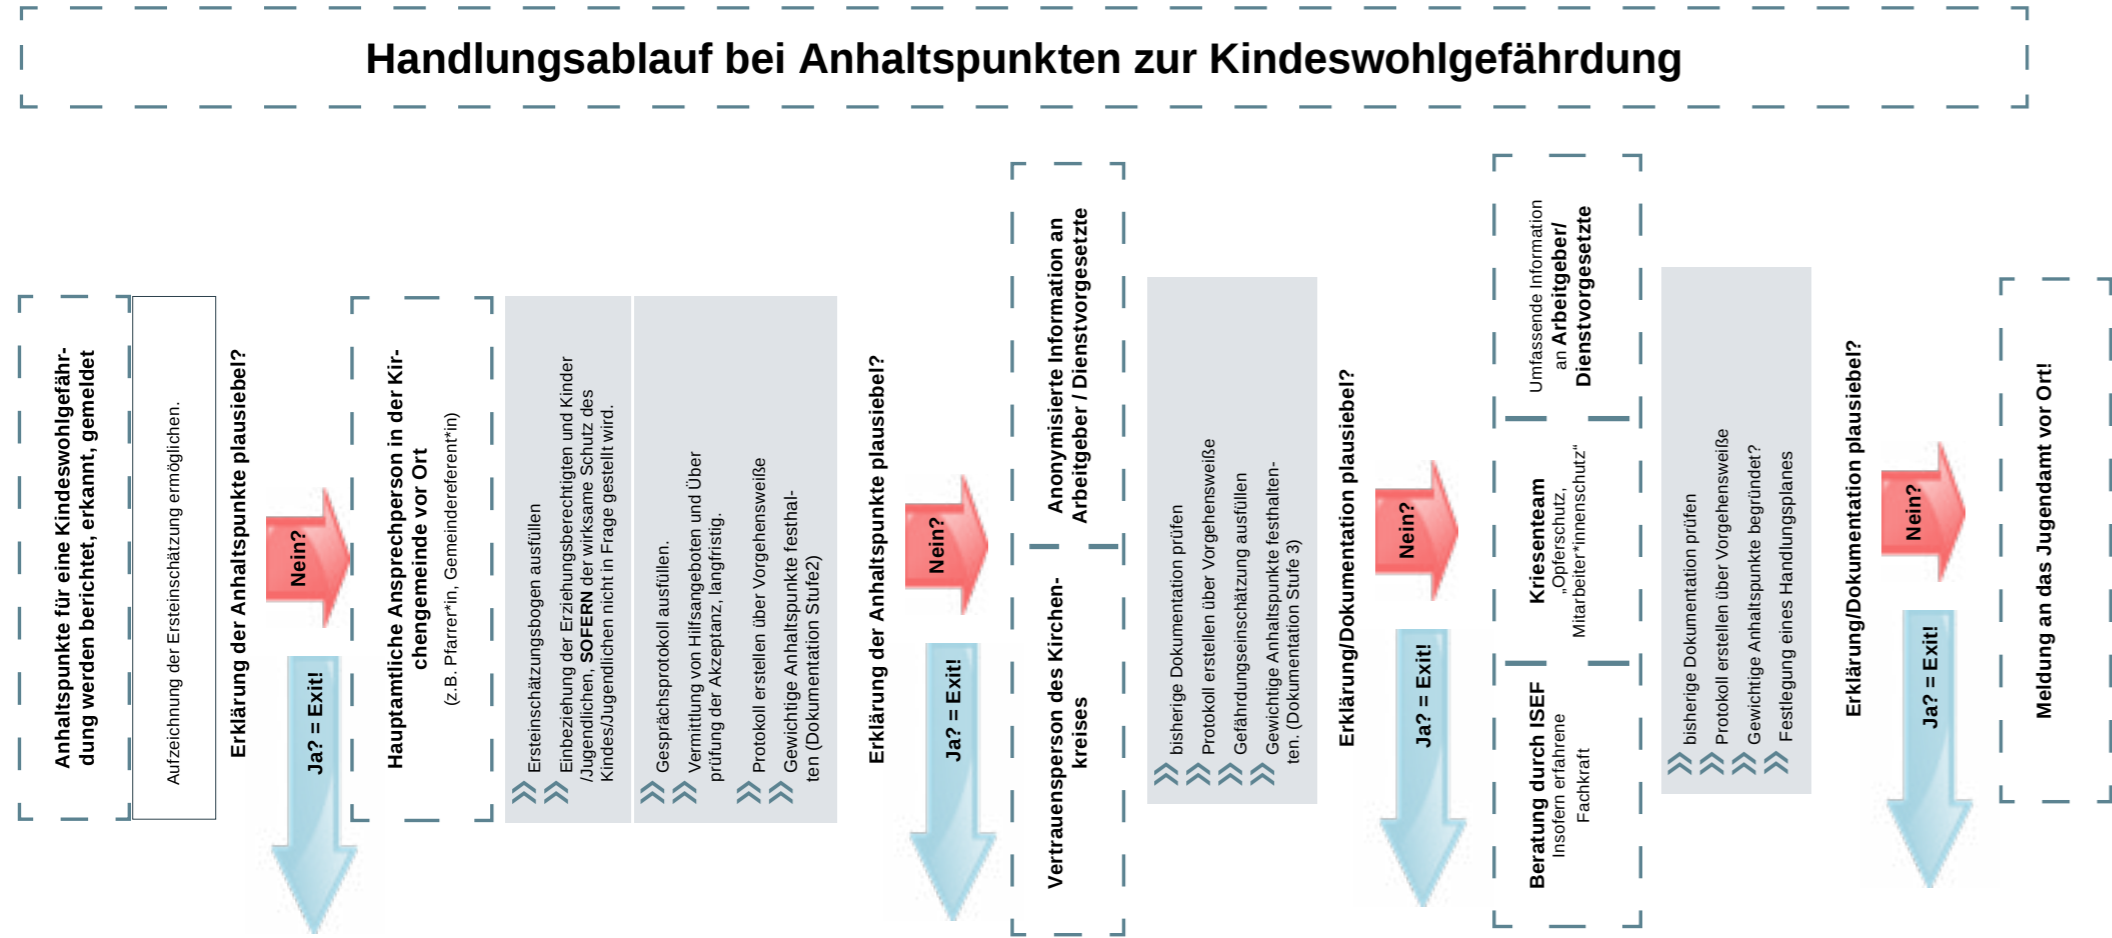 Handlungsablauf bei Anhaltspunkten zur Kindeswohlgefährdung
Anhaltspunkte für eine Kindeswohlgefähr-
dung werden berichtet, erkannt, gemeldet
Aufzeichnung der Ersteinschätzung ermöglichen.
Erklärung der Anhaltspunkte plausiebel?
Nein?
Ja? = Exit!
Hauptamtliche Ansprechperson in der Kir-
chengemeinde vor Ort
(z.B. Pfarrer*in, Gemeindereferent*in)
Ersteinschätzungsbogen ausfüllen
Einbeziehung der Erziehungsberechtigten und Kinder
/Jugendlichen, SOFERN der wirksame Schutz des
Kindes/Jugendlichen nicht in Frage gestellt wird.
Gesprächsprotokoll ausfüllen.
Vermittlung von Hilfsangeboten und Über
prüfung der Akzeptanz, langfristig.
Protokoll erstellen über Vorgehensweiße
Gewichtige Anhaltspunkte festhal-
ten (Dokumentation Stufe2)
Erklärung der Anhaltspunkte plausiebel?
Nein?
Ja? = Exit!
Anonymisierte Information an
Arbeitgeber / Dienstvorgesetzte
Vertrauensperson des Kirchen-
kreises
bisherige Dokumentation prüfen
Protokoll erstellen über Vorgehensweiße
Gefährdungseinschätzung ausfüllen
Gewichtige Anhaltspunkte festhalten-
ten. (Dokumentation Stufe 3)
Erklärung/Dokumentation plausiebel?
Nein?
Ja? = Exit!
Umfassende Information
an Arbeitgeber/
Dienstvorgesetzte
Kriesenteam
„Opferschutz,
Mitarbeiter*innenschutz“
Beratung durch ISEF
Insofern erfahrene
Fachkraft
bisherige Dokumentation prüfen
Protokoll erstellen über Vorgehensweiße
Gewichtige Anhaltspunkte begründet?
Festlegung eines Handlungsplanes
Erklärung/Dokumentation plausiebel?
Nein?
Ja? = Exit!
Meldung an das Jugendamt vor Ort!